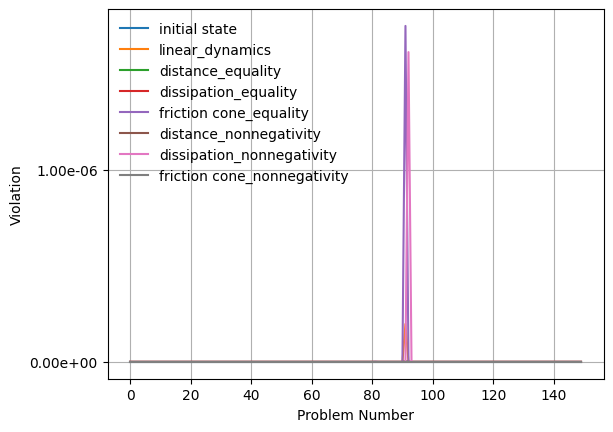 initial state
linear_dynamics
distance_equality
dissipation_equality
friction cone_equality
distance_nonnegativity
dissipation_nonnegativity
friction cone_nonnegativity
Violation
1.00e-06
0.00e+00
0 20 40 60 80 100 120 140
Problem Number